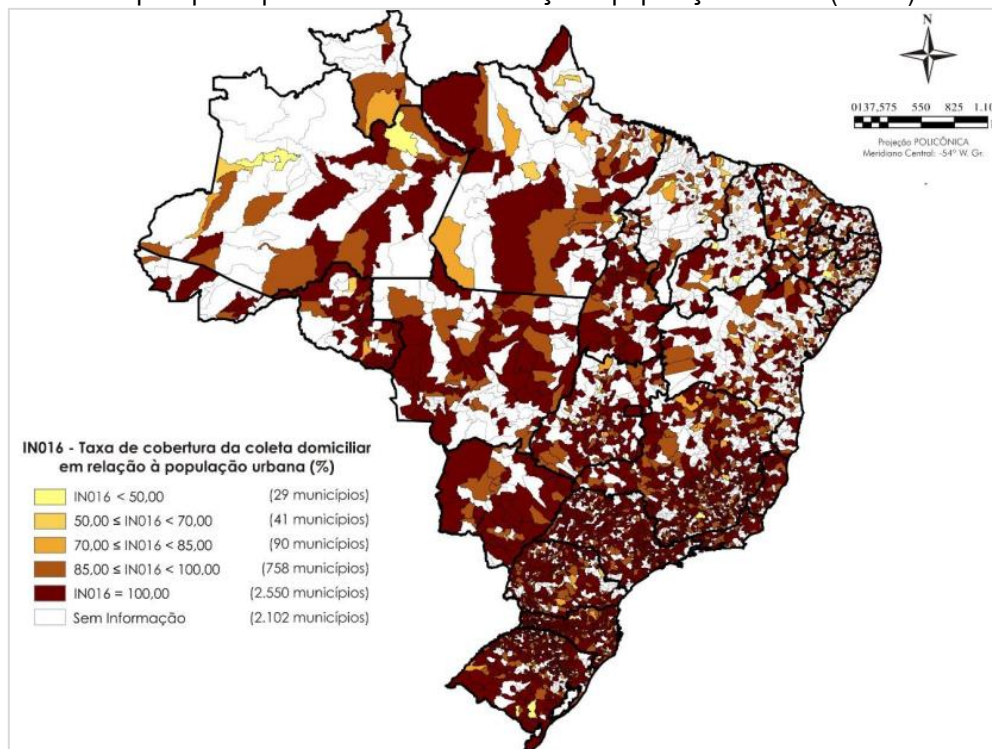 N
0137,575 550 825 1.10
Projeção POLICÔNICA
Meridiano Central: -54° W. Gr.
IN016 - Taxa de cobertura da coleta domiciliar
em relação à população urbana (%)
IN016 < 50,00 (29 municípios)
50,00 ≤ IN016 < 70,00 (41 municípios)
70,00 ≤ IN016 < 85,00 (90 municípios)
85,00 ≤ IN016 < 100,00 (758 municípios)
IN016 = 100,00 (2.550 municípios)
Sem Informação (2.102 municípios)